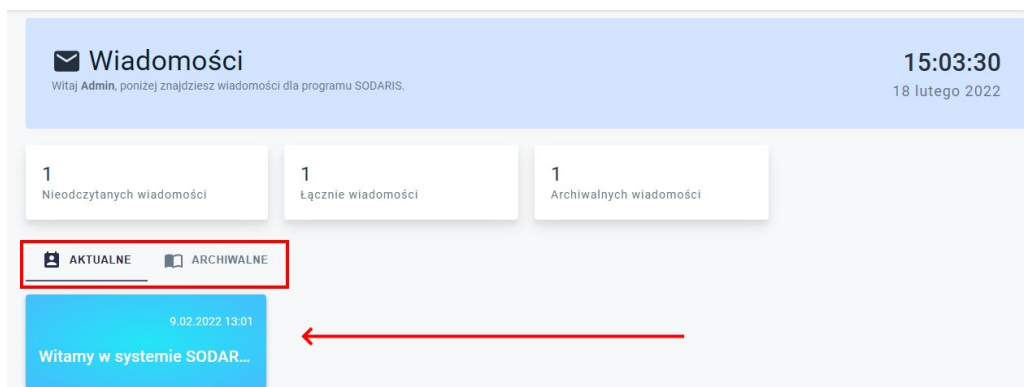 Wiadomości
Witaj Admin, poniżej znajdziesz wiadomości dla programu SODARIS.
15:03:30
18 lutego 2022
1
Nieodczytanych wiadomości
1
Łącznie wiadomości
1
Archiwalnych wiadomości
AKTUALNE
ARCHIWALNE
9.02.2022 13:01
Witamy w systemie SODAR...